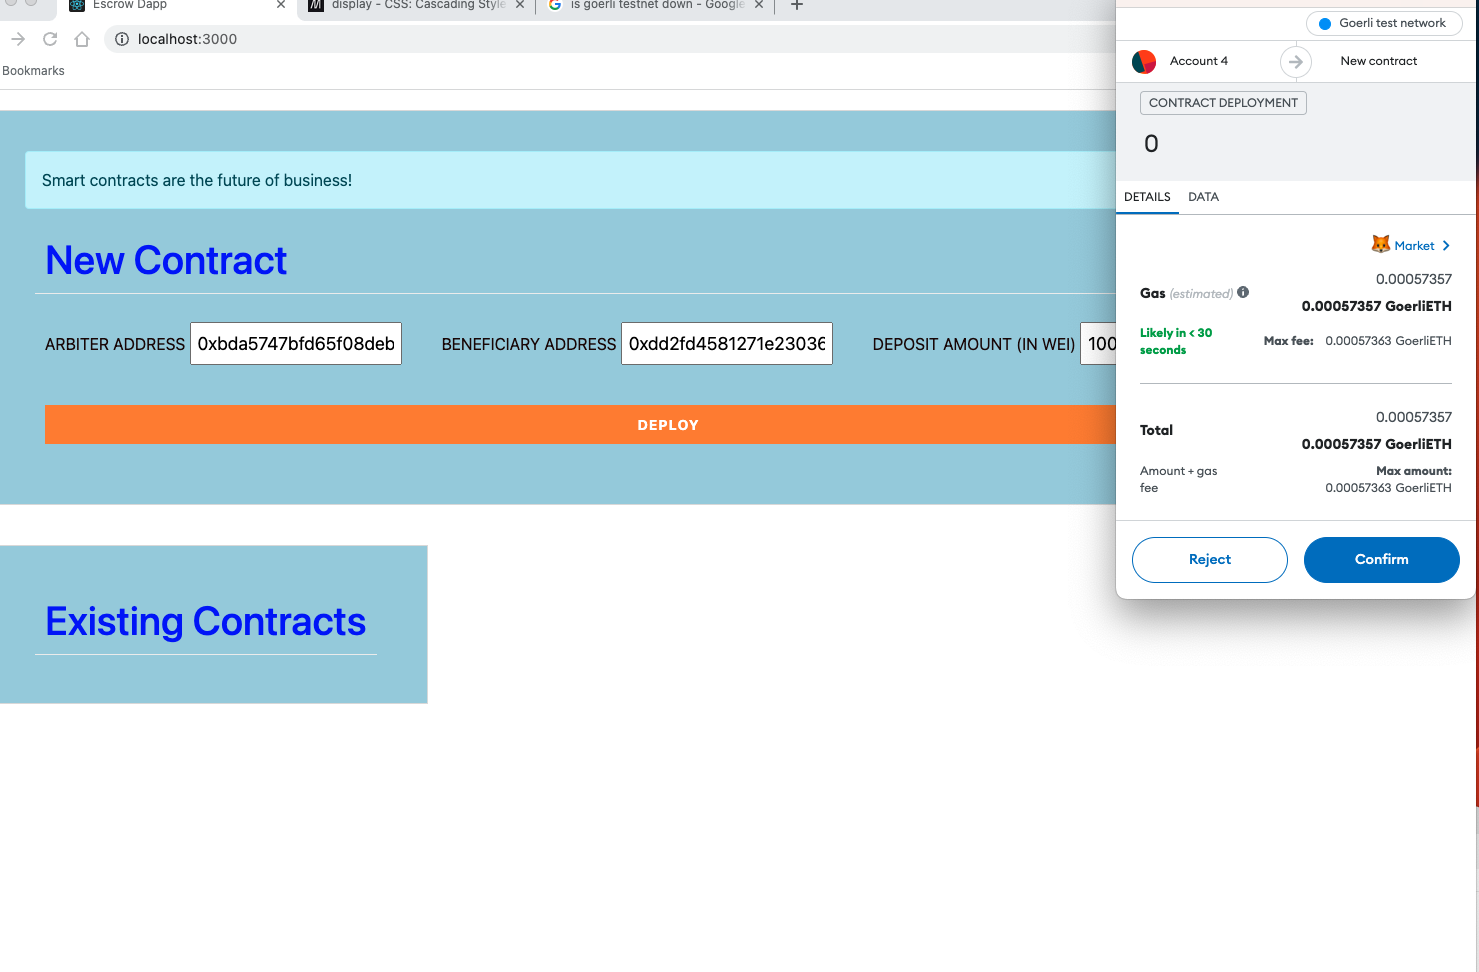 Escrow Dapp
display - CSS: Cascading Style
is goerli testnet down - Google
localhost:3000
Bookmarks
Smart contracts are the future of business!
New Contract
ARBITER ADDRESS 0xbda5747bfd65f08deb
BENEFICIARY ADDRESS 0xdd2fd4581271e23036
DEPOSIT AMOUNT (IN WEI) 100
DEPLOY
Existing Contracts
Goerli test network
Account 4
New contract
CONTRACT DEPLOYMENT
0
DETAILS DATA
Market
0.00057357
Gas (estimated)
0.00057357 GoerliETH
Likely in < 30
seconds
Max fee: 0.00057363 GoerliETH
0.00057357
Total
0.00057357 GoerliETH
Amount + gas
fee
Max amount:
0.00057363 GoerliETH
Reject
Confirm